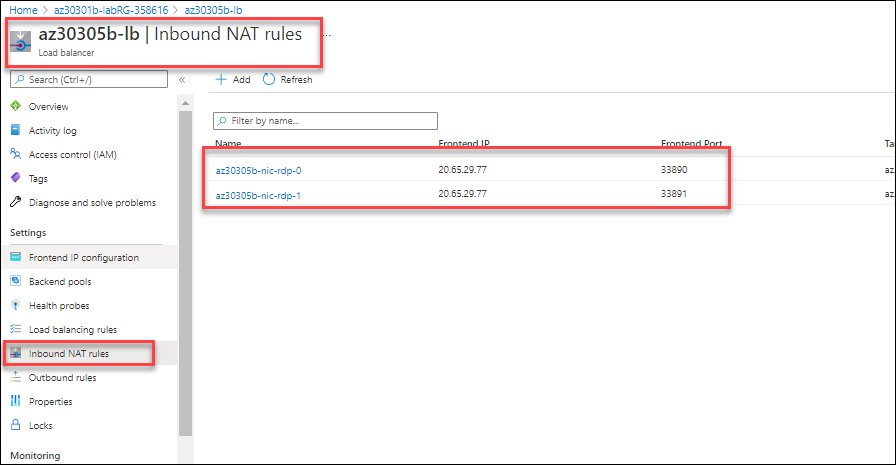 Home > az30301b-labRG-358616 > az30305b-lb
az30305b-lb | Inbound NAT rules ...
Load balancer
Search (Ctrl+/) «
Add Refresh
Overview
Activity log
Access control (IAM)
Tags
Diagnose and solve problems
Settings
Frontend IP configuration
Backend pools
Health probes
Load balancing rules
Inbound NAT rules
Outbound rules
Properties
Locks
Monitoring
Filter by name...
Name Frontend IP Frontend Port Ta
az30305b-nic-rdp-0 20.65.29.77 33890 az
az30305b-nic-rdp-1 20.65.29.77 33891 az